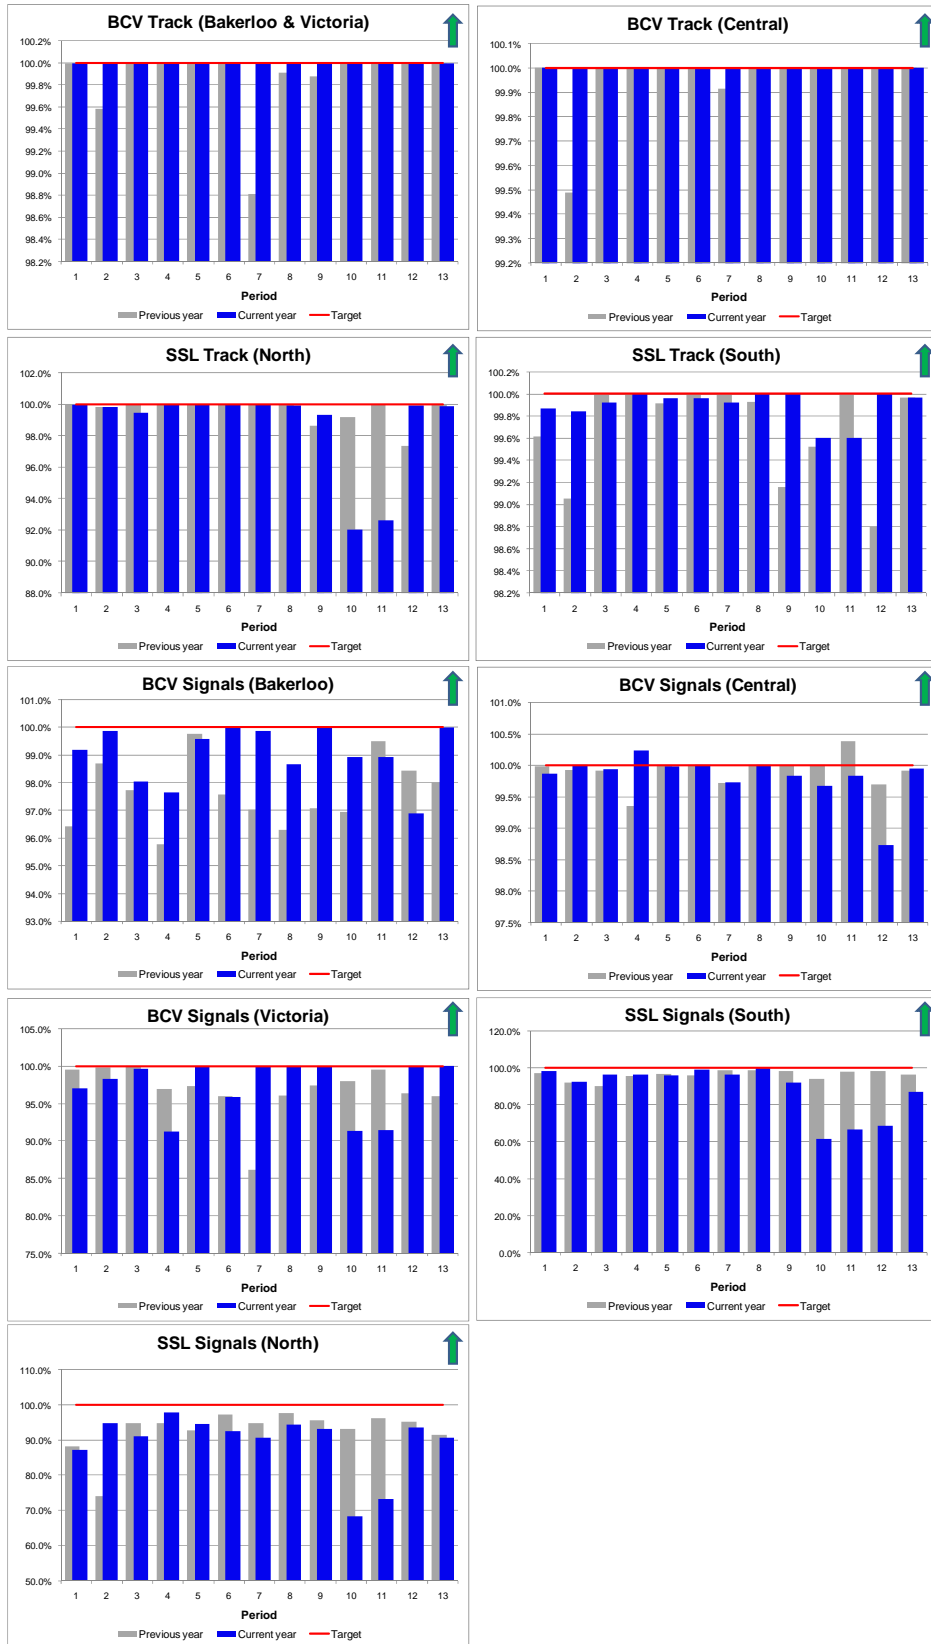 BCV Track (Bakerloo & Victoria)
100.2%
100.0%
99.8%
99.6%
99.4%
99.2%
99.0%
98.8%
98.6%
98.4%
98.2%
1 2 3 4 5 6 7 8 9 10 11 12 13
Period
Previous year Current year Target
BCV Track (Central)
100.1%
100.0%
99.9%
99.8%
99.7%
99.6%
99.5%
99.4%
99.3%
99.2%
1 2 3 4 5 6 7 8 9 10 11 12 13
Period
Previous year Current year Target
SSL Track (North)
102.0%
100.0%
98.0%
96.0%
94.0%
92.0%
90.0%
88.0%
1 2 3 4 5 6 7 8 9 10 11 12 13
Period
Previous year Current year Target
SSL Track (South)
100.2%
100.0%
99.8%
99.6%
99.4%
99.2%
99.0%
98.8%
98.6%
98.4%
98.2%
1 2 3 4 5 6 7 8 9 10 11 12 13
Period
Previous year Current year Target
BCV Signals (Bakerloo)
101.0%
100.0%
99.0%
98.0%
97.0%
96.0%
95.0%
94.0%
93.0%
1 2 3 4 5 6 7 8 9 10 11 12 13
Period
Previous year Current year Target
BCV Signals (Central)
101.0%
100.5%
100.0%
99.5%
99.0%
98.5%
98.0%
97.5%
1 2 3 4 5 6 7 8 9 10 11 12 13
Period
Previous year Current year Target
BCV Signals (Victoria)
105.0%
100.0%
95.0%
90.0%
85.0%
80.0%
75.0%
1 2 3 4 5 6 7 8 9 10 11 12 13
Period
Previous year Current year Target
SSL Signals (South)
120.0%
100.0%
80.0%
60.0%
40.0%
20.0%
0.0%
1 2 3 4 5 6 7 8 9 10 11 12 13
Period
Previous year Current year Target
SSL Signals (North)
110.0%
100.0%
90.0%
80.0%
70.0%
60.0%
50.0%
1 2 3 4 5 6 7 8 9 10 11 12 13
Period
Previous year Current year Target